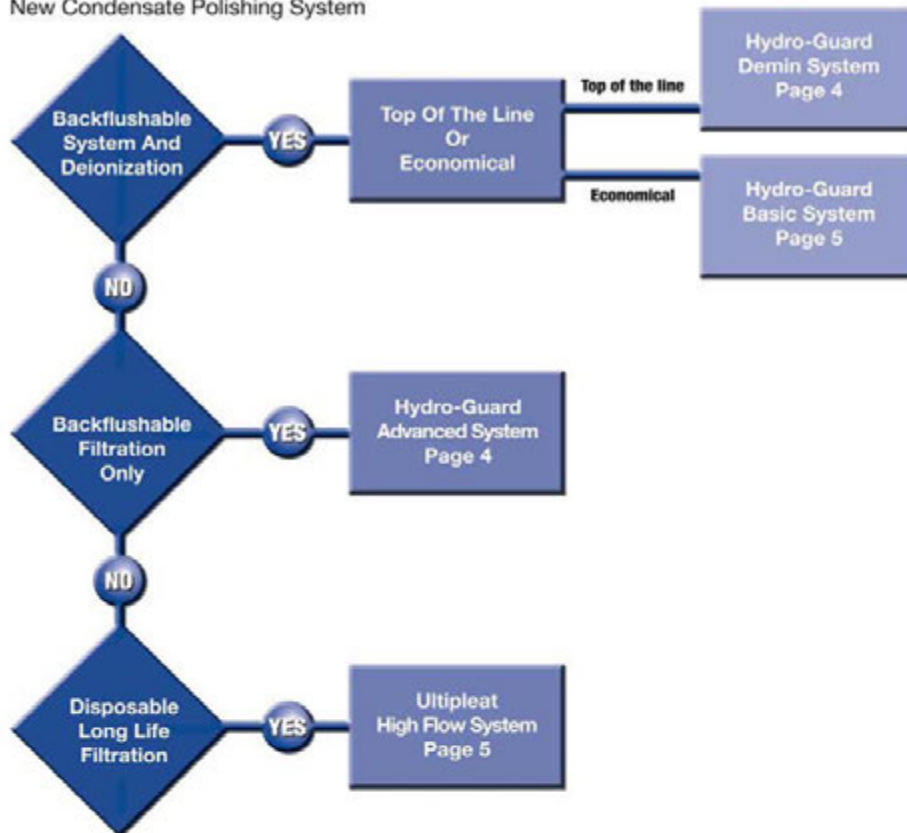 New Condensate Polishing System
Backflushable
System And
Deionization
YES
Top Of The Line
Or
Economical
Top of the line
Hydro-Guard
Demin System
Page 4
Economical
Hydro-Guard
Basic System
Page 5
NO
Backflushable
Filtration
Only
YES
Hydro-Guard
Advanced System
Page 4
NO
Disposable
Long Life
Filtration
YES
Ultipleat
High Flow System
Page 5